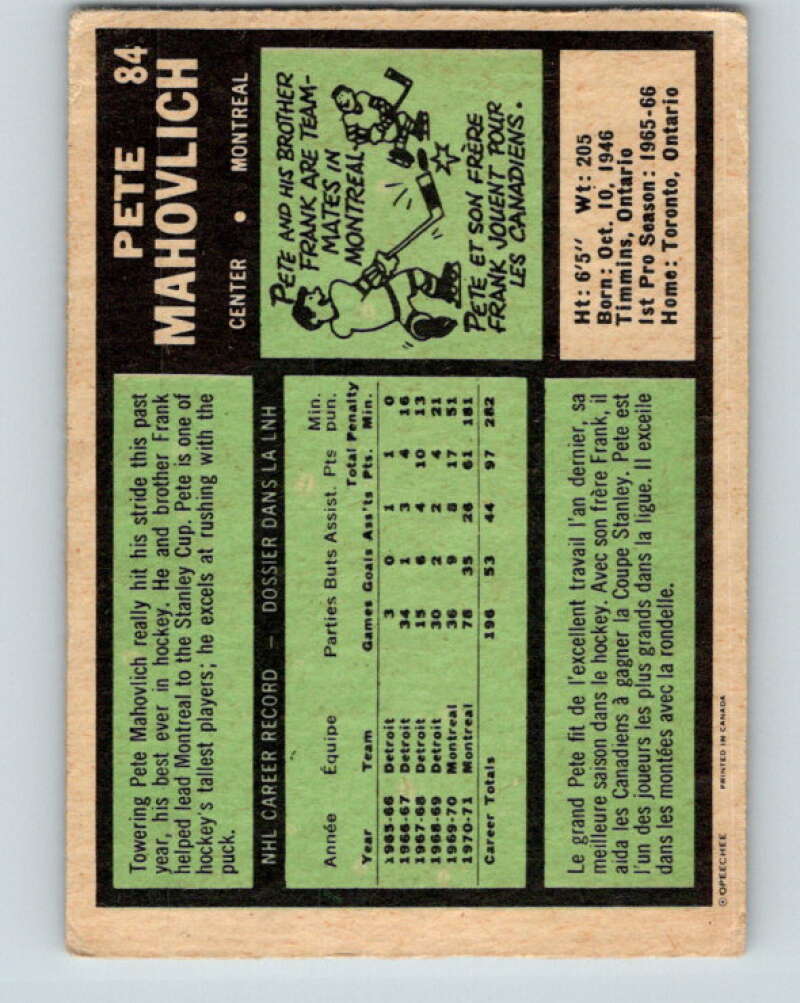 84
PETE
MAHOVLICH
CENTER • MONTREAL
PETE AND HIS BROTHER
FRANK ARE TEAM-
MATES IN
MONTREAL
PETE ET SON FRÈRE
FRANK JOUENT POUR
LES CANADIENS.
Ht: 6'5" Wt: 205
Born: Oct. 10, 1946
Timmins, Ontario
1st Pro Season: 1965-66
Home: Toronto, Ontario
Towering Pete Mahovlich really hit his stride this past
year, his best ever in hockey. He and brother Frank
helped lead Montreal to the Stanley Cup. Pete is one of
hockey's tallest players; he excels at rushing with the
puck.
NHL CAREER RECORD — DOSSIER DANS LA LNH
Année Équipe Parties Buts Assist. Pts Min. pun.
Year Team Games Goals Ass'ts Total Pts. Penalty Min.
1965-66 Detroit 3 0 1 1 0
1966-67 Detroit 34 1 3 4 16
1967-68 Detroit 15 6 4 10 13
1968-69 Detroit 30 2 2 4 21
1969-70 Montreal 36 9 8 17 51
1970-71 Montreal 78 35 26 61 181
Career Totals 196 53 44 97 282
Le grand Pete fit de l'excellent travail l'an dernier, sa
meilleure saison dans le hockey. Avec son frère Frank, il
aida les Canadiens à gagner la Coupe Stanley. Pete est
l'un des joueurs les plus grands dans la ligue. Il excelle
dans les montées avec la rondelle.
© OPEECHEE PRINTED IN CANADA